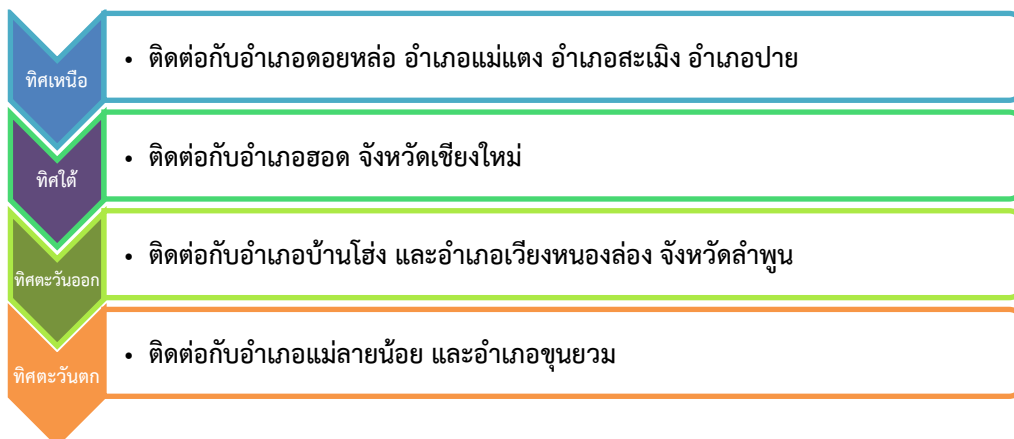 ทิศเหนือ
• ติดต่อกับอำเภอดอยหล่อ อำเภอแม่แตง อำเภอสะเมิง อำเภอปาย
ทิศใต้
• ติดต่อกับอำเภอฮอด จังหวัดเชียงใหม่
ทิศตะวันออก
• ติดต่อกับอำเภอบ้านโฮ่ง และอำเภอเวียงหนองล่อง จังหวัดลำพูน
ทิศตะวันตก
• ติดต่อกับอำเภอแม่ลายน้อย และอำเภอขุนยวม